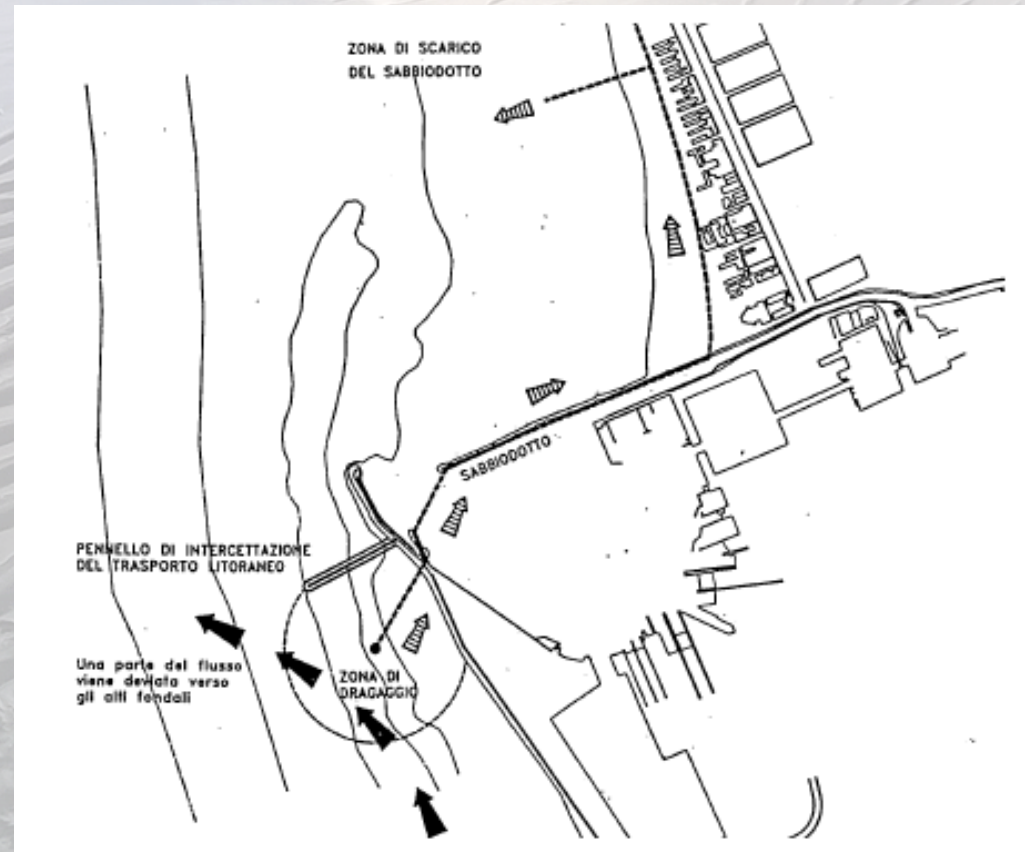 ZONA DI SCARICO
DEL SABBIODOTTO
SABBIODOTTO
PENNELLO DI INTERCETTAZIONE
DEL TRASPORTO LITORANEO
Una parte del flusso
viene deviata verso
gli alti fondali
ZONA DI
DRAGAGGIO